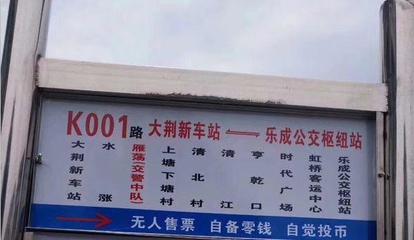 K001路 大荆新车站 ⇌ 乐成公交枢纽站
大荆新车站
水涨
雁荡(交警中队)
上塘下塘村
清北村
清江
亨乾口
时代广场
虹桥客运中心
乐成公交枢纽站
→ 无人售票 自备零钱 自觉投币